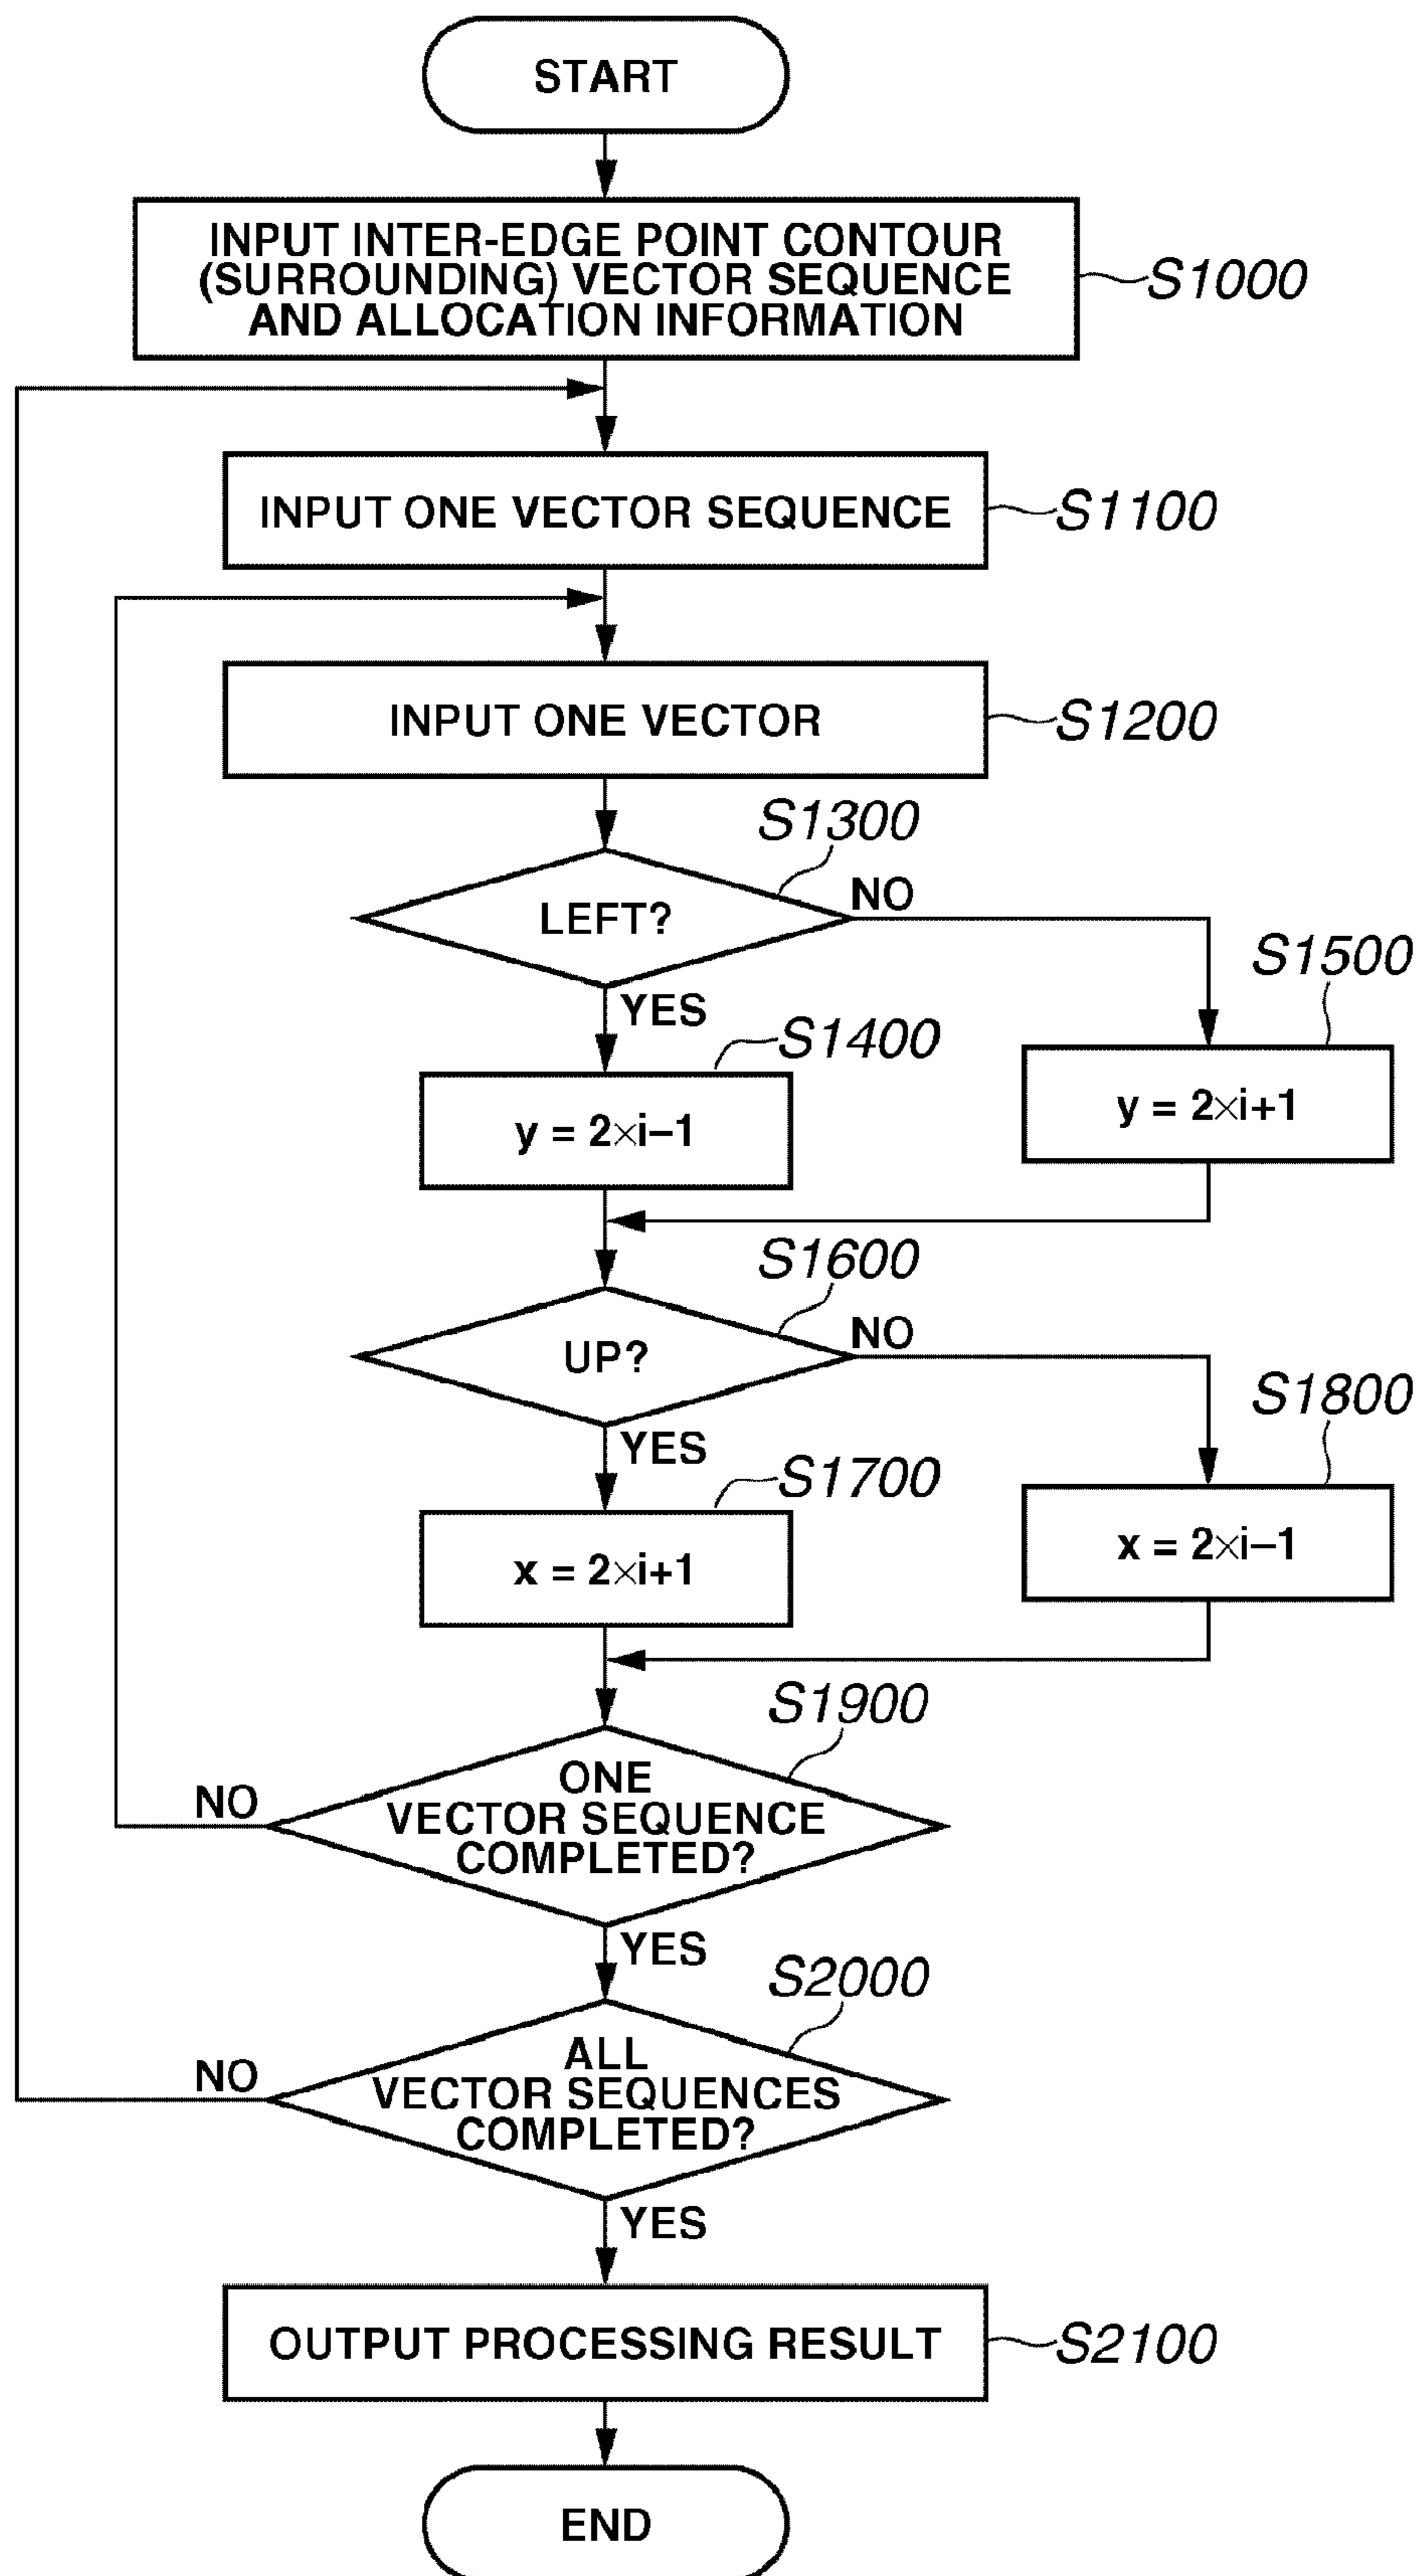 START
INPUT INTER-EDGE POINT CONTOUR
(SURROUNDING) VECTOR SEQUENCE
AND ALLOCATION INFORMATION
S1000
INPUT ONE VECTOR SEQUENCE
S1100
INPUT ONE VECTOR
S1200
S1300
LEFT?
NO
YES
S1400
S1500
y = 2×i–1
y = 2×i+1
S1600
UP?
NO
YES
S1700
S1800
x = 2×i+1
x = 2×i–1
S1900
ONE
VECTOR SEQUENCE
COMPLETED?
NO
YES
S2000
ALL
VECTOR SEQUENCES
COMPLETED?
NO
YES
OUTPUT PROCESSING RESULT
S2100
END